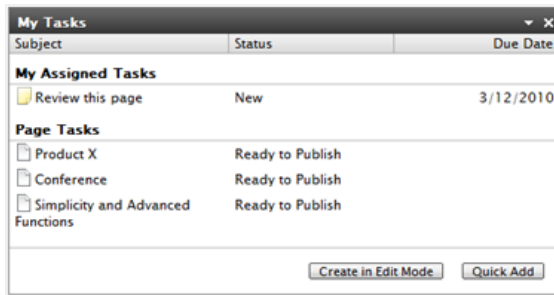 My Tasks
Subject Status Due Date
My Assigned Tasks
Review this page New 3/12/2010
Page Tasks
Product X Ready to Publish
Conference Ready to Publish
Simplicity and Advanced Ready to Publish
Functions
Create in Edit Mode Quick Add